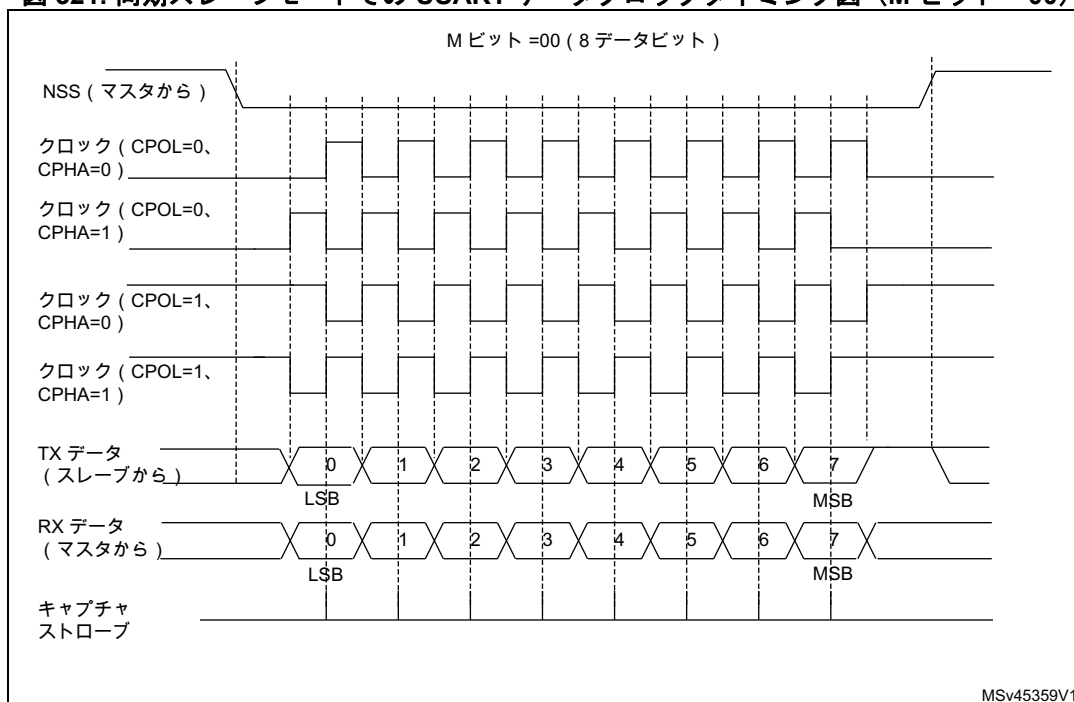 M ビット =00 ( 8 データビット )
NSS ( マスタから )
クロック ( CPOL=0、
CPHA=0 )
クロック ( CPOL=0、
CPHA=1 )
クロック ( CPOL=1、
CPHA=0 )
クロック ( CPOL=1、
CPHA=1 )
TX データ
( スレーブから )
0 1 2 3 4 5 6 7
LSB MSB
RX データ
( マスタから )
0 1 2 3 4 5 6 7
LSB MSB
キャプチャ
ストローブ
MSv45359V1